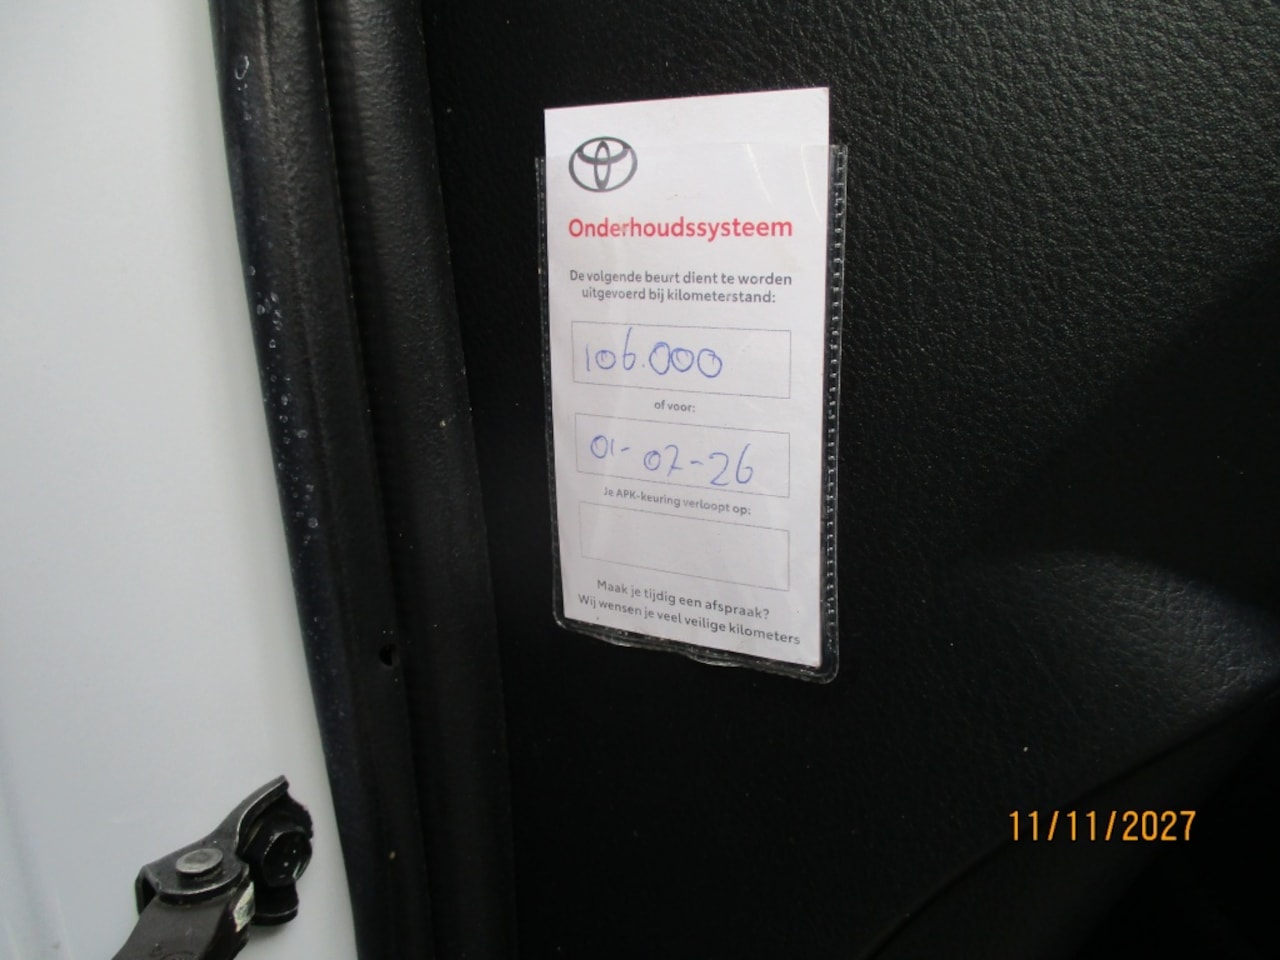 Onderhoudssysteem
De volgende beurt dient te worden
uitgevoerd bij kilometerstand:
106.000
of voor:
01-07-26
Je APK-keuring verloopt op:
Maak je tijdig een afspraak?
Wij wensen je veel veilige kilometers
11/11/2027